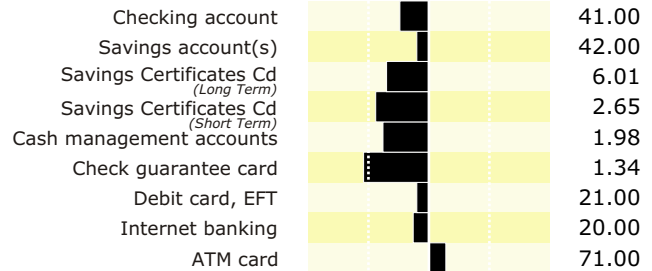 Checking account 41.00
Savings account(s) 42.00
Savings Certificates Cd 6.01
(Long Term)
Savings Certificates Cd 2.65
(Short Term)
Cash management accounts 1.98
Check guarantee card 1.34
Debit card, EFT 21.00
Internet banking 20.00
ATM card 71.00